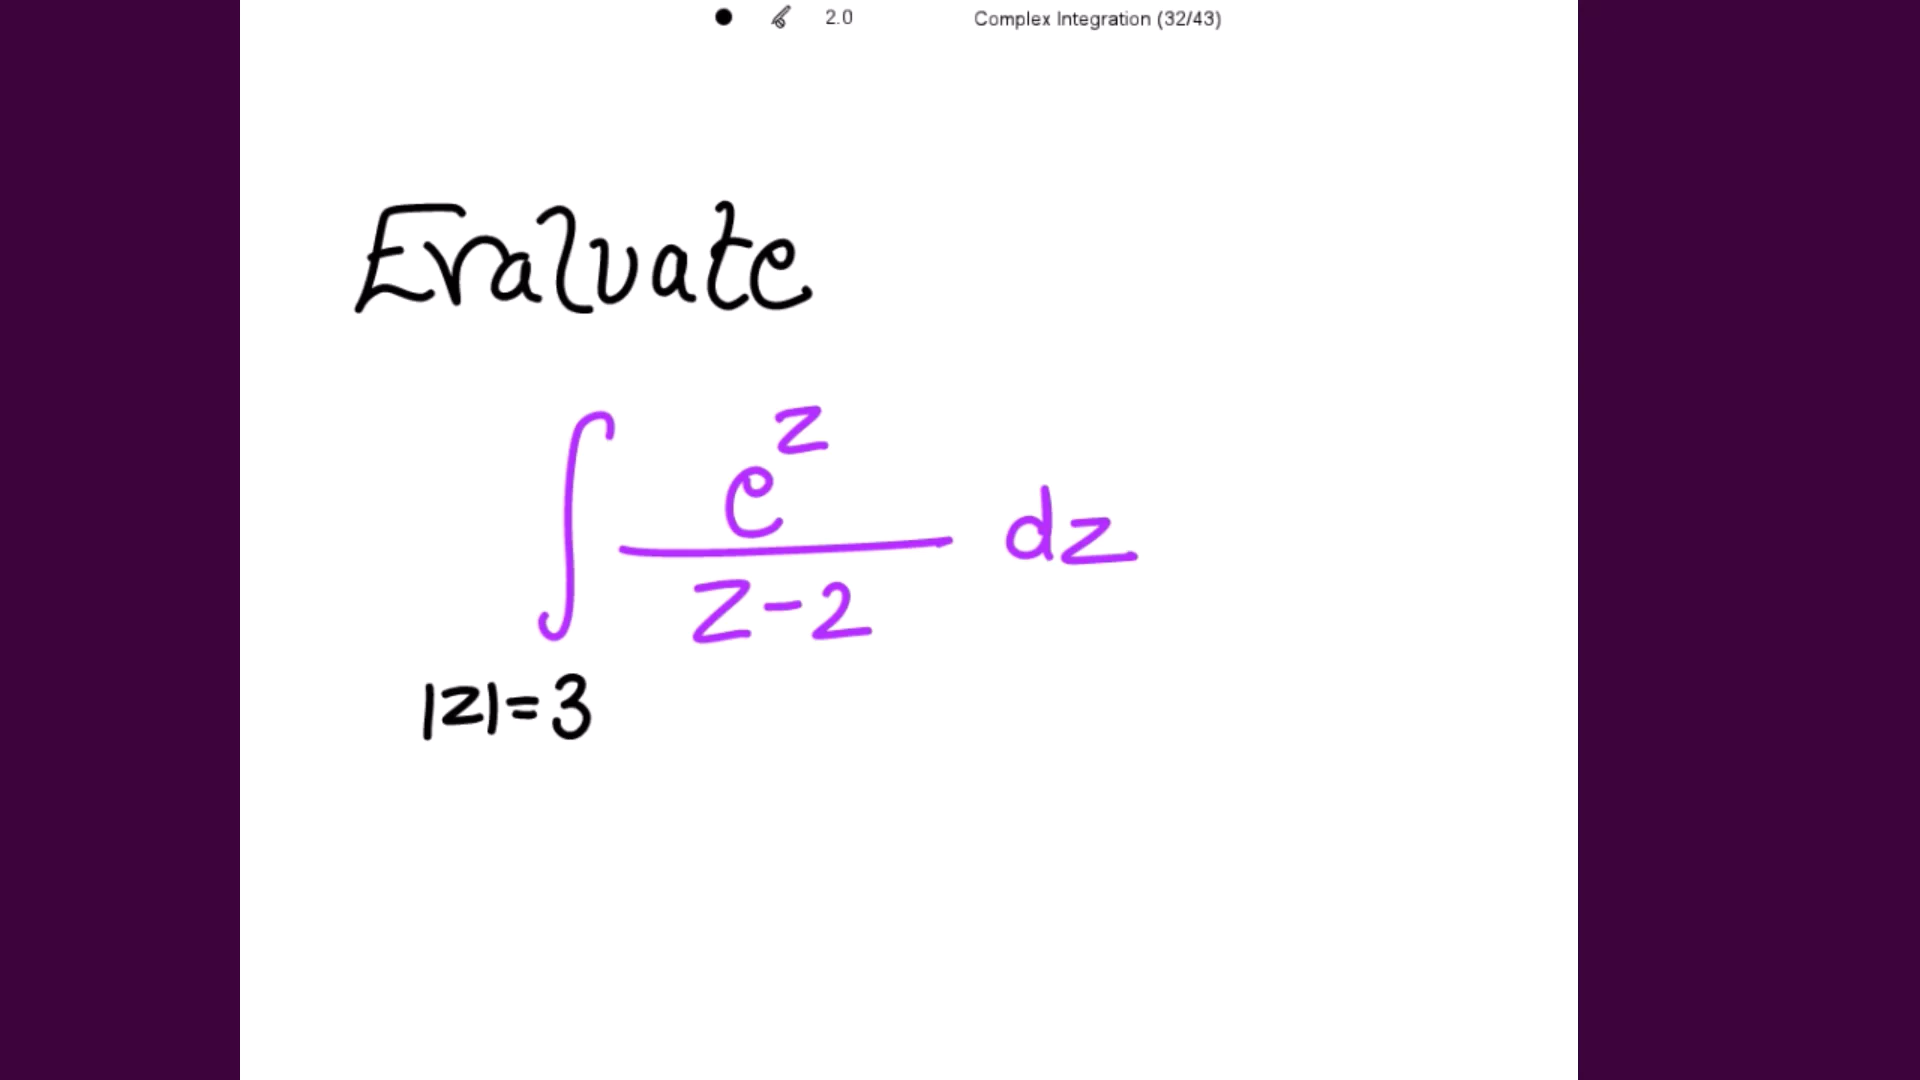 2.0 Complex Integration (32/43)
Evaluate
∫ e^z / z-2 dz
|z|=3